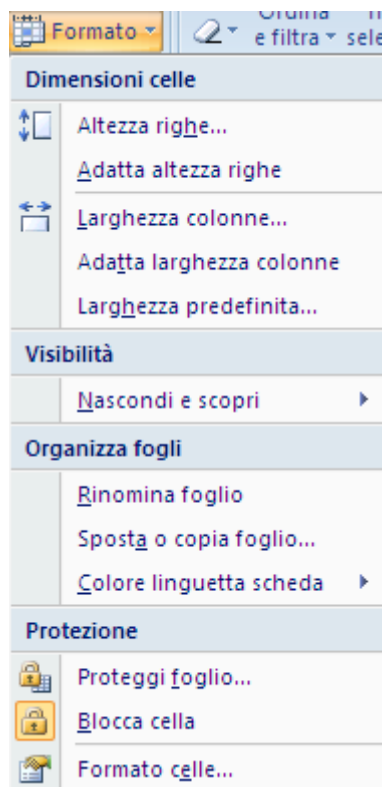 Formato
e filtra
Dimensioni celle
Altezza righe...
Adatta altezza righe
Larghezza colonne...
Adatta larghezza colonne
Larghezza predefinita...
Visibilità
Nascondi e scopri
Organizza fogli
Rinomina foglio
Sposta o copia foglio...
Colore linguetta scheda
Protezione
Proteggi foglio...
Blocca cella
Formato celle...